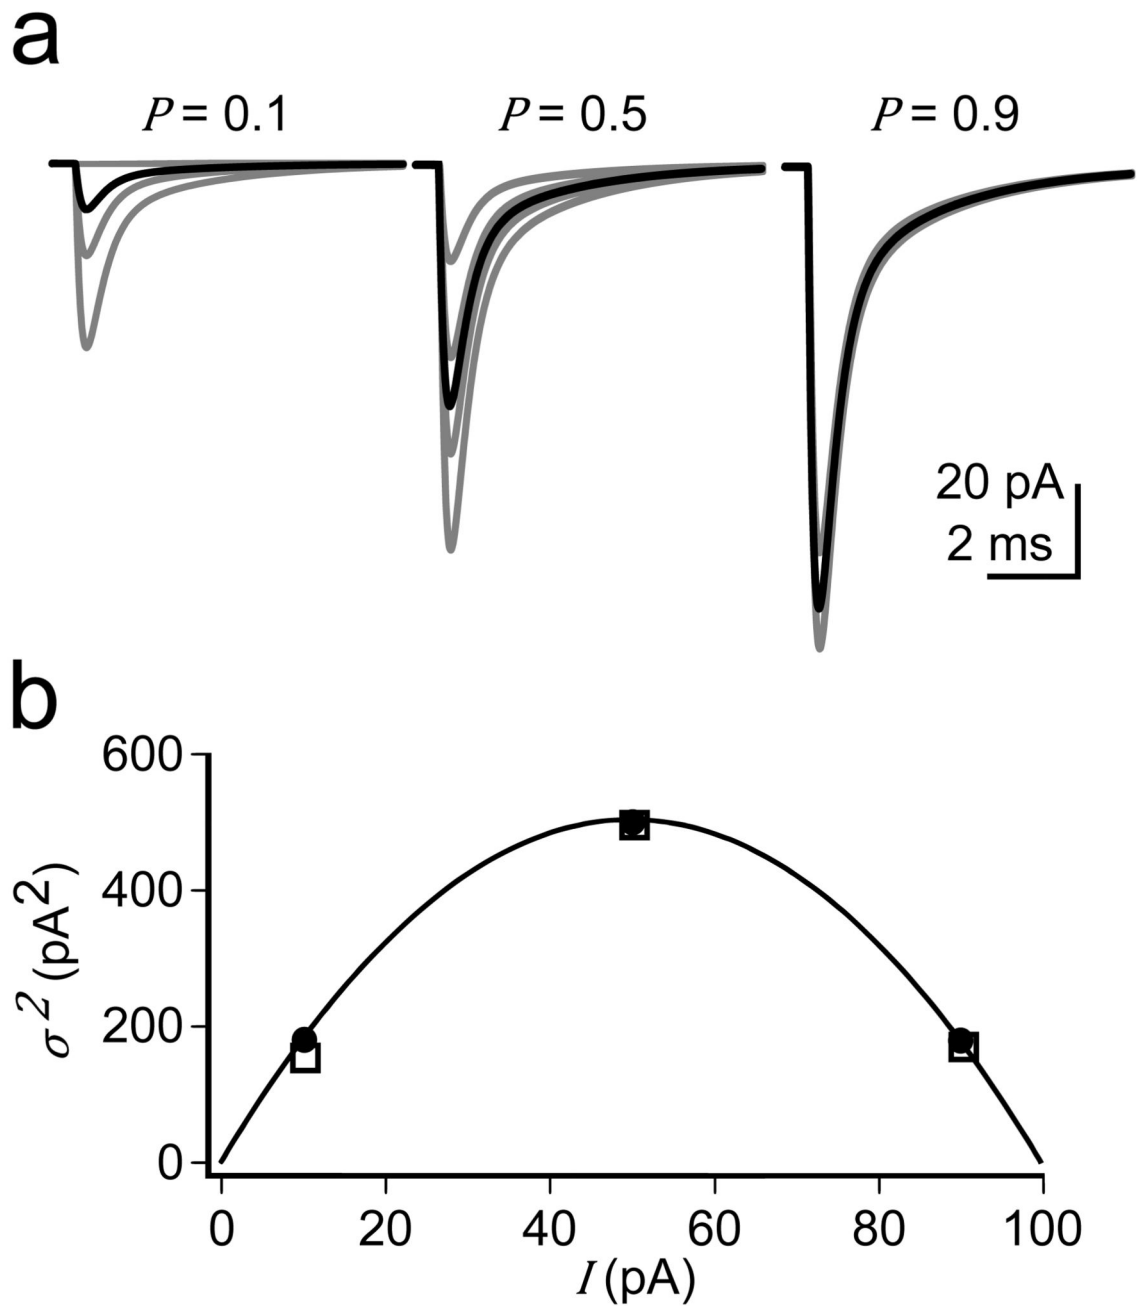 a
P = 0.1
P = 0.5
P = 0.9
20 pA
2 ms
b
600
400
200
0
σ² (pA²)
0 20 40 60 80 100
I (pA)